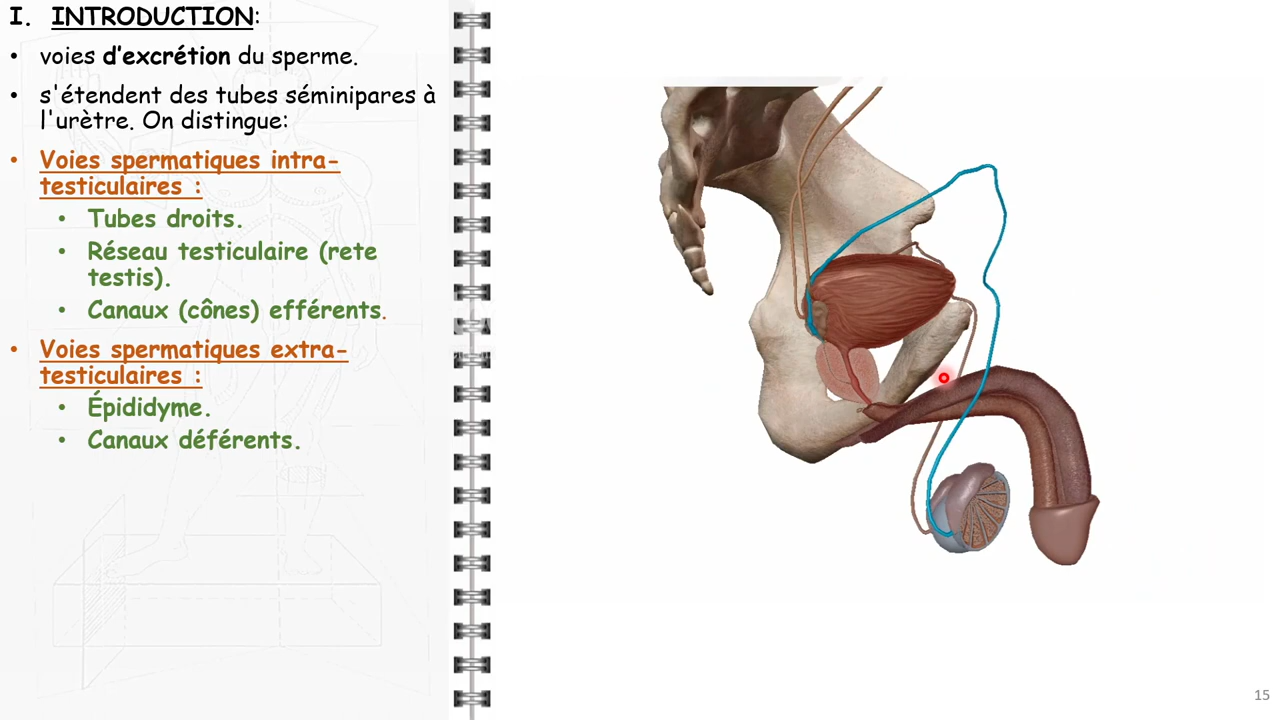 I. INTRODUCTION:
• voies d'excrétion du sperme.
• s'étendent des tubes séminipares à
l'urètre. On distingue:
• Voies spermatiques intra-
testiculaires :
• Tubes droits.
• Réseau testiculaire (rete
testis).
• Canaux (cônes) efférents.
• Voies spermatiques extra-
testiculaires :
• Épididyme.
• Canaux déférents.
15